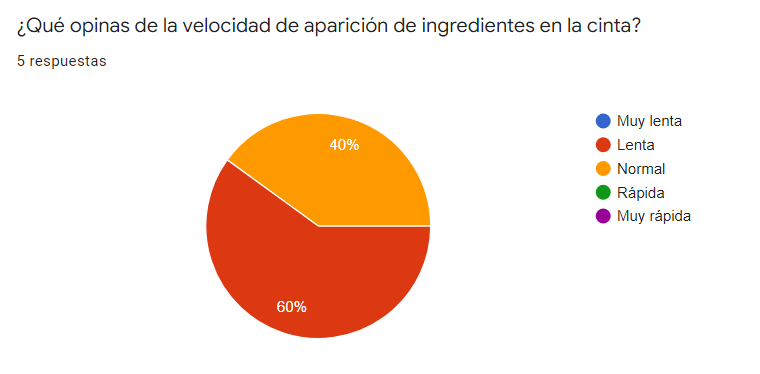 ¿Qué opinas de la velocidad de aparición de ingredientes en la cinta?
5 respuestas
40%
60%
Muy lenta
Lenta
Normal
Rápida
Muy rápida